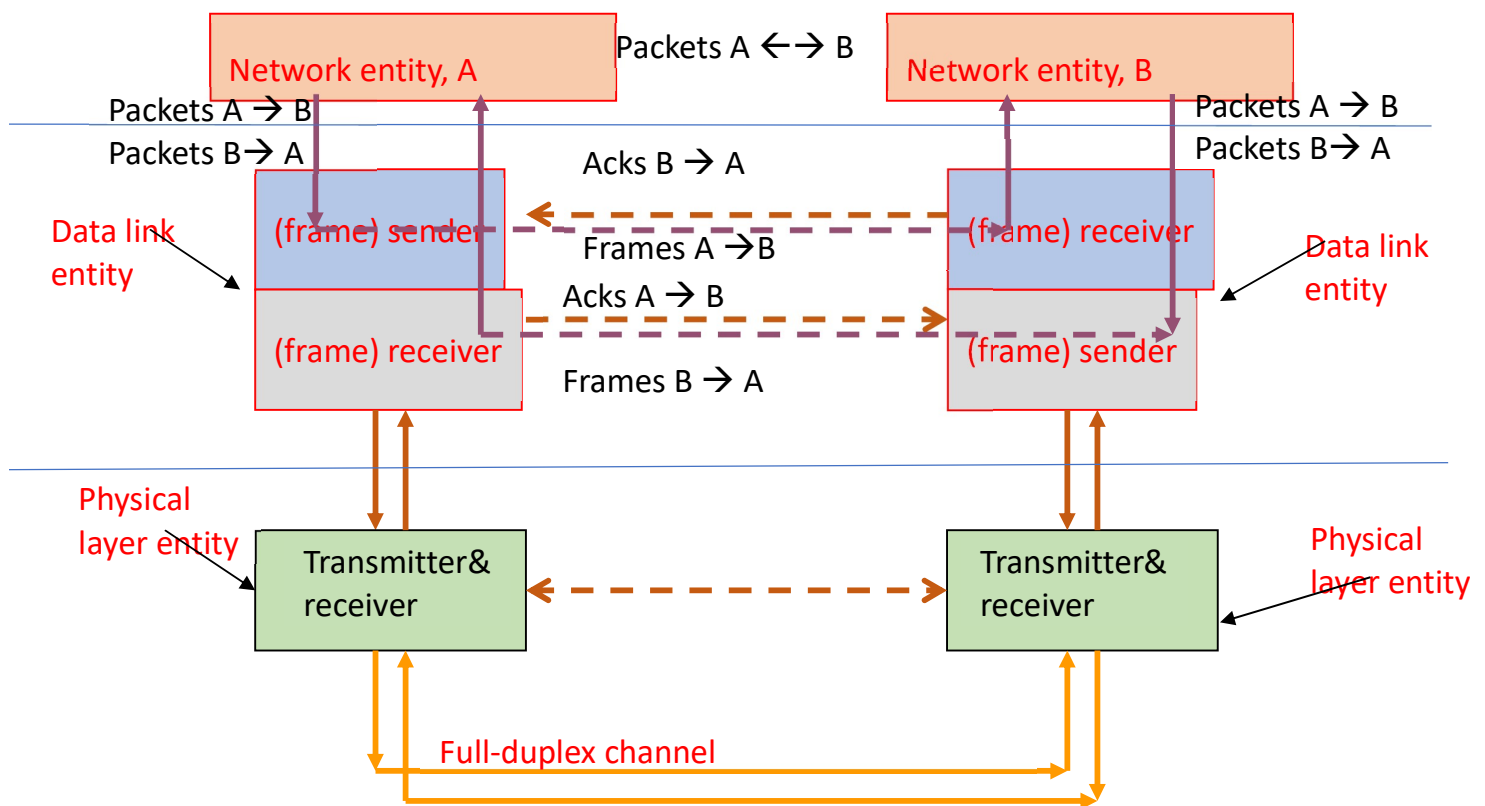 Packets A ←→ B
Network entity, A
Network entity, B
Packets A → B
Packets A → B
Packets B→ A
Packets B→ A
Acks B → A
(frame) sender
(frame) receiver
Data link
entity
Frames A →B
Data link
entity
Acks A → B
(frame) receiver
(frame) sender
Frames B → A
Physical
layer entity
Transmitter&
receiver
Transmitter&
receiver
Physical
layer entity
Full-duplex channel